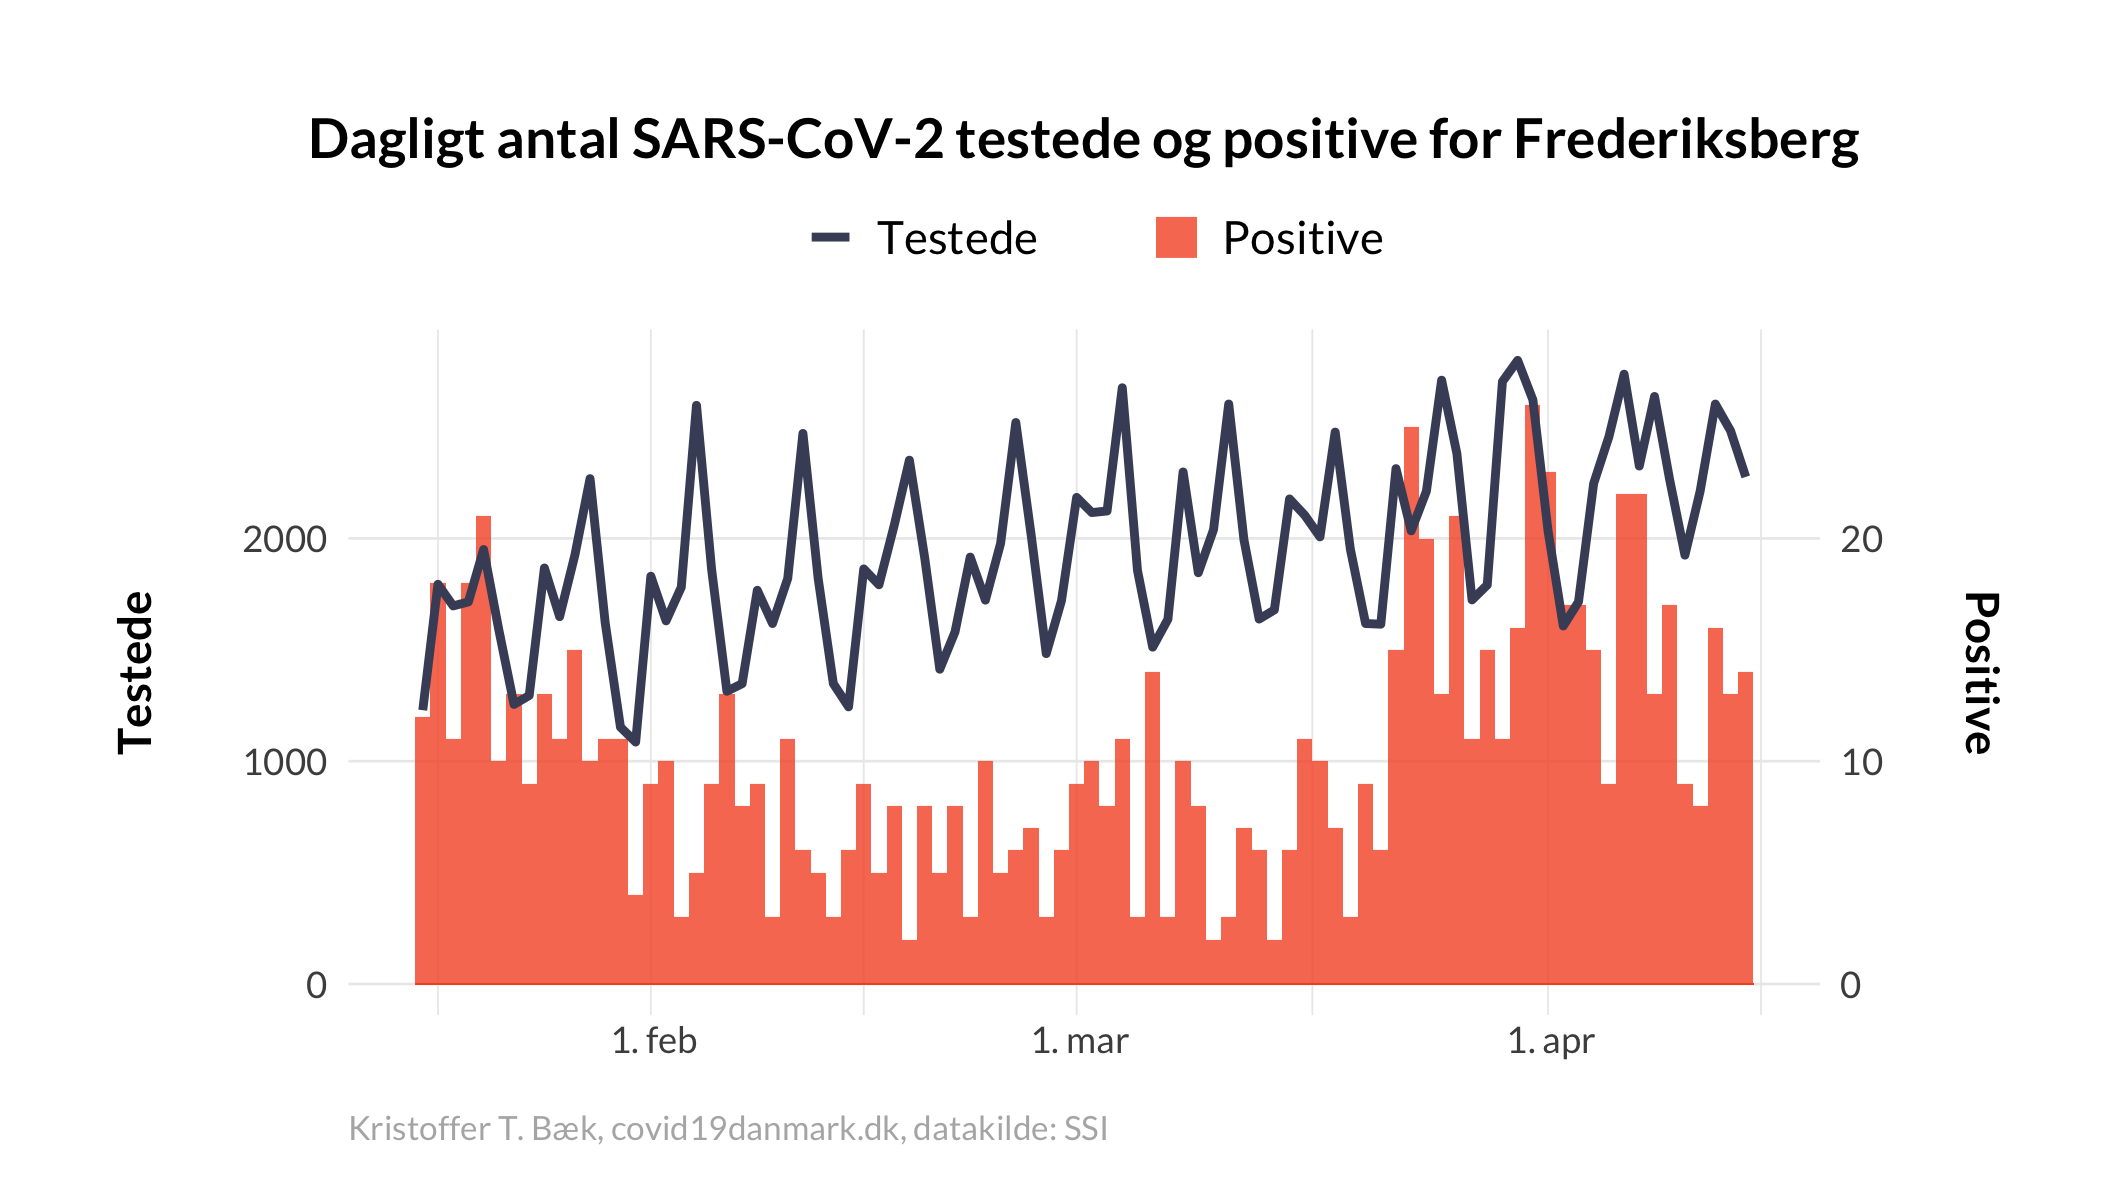 Dagligt antal SARS-CoV-2 testede og positive for Frederiksberg
Testede
Positive
Testede
2000
1000
0
20
10
0
Positive
1. feb
1. mar
1. apr
Kristoffer T. Bæk, covid19danmark.dk, datakilde: SSI